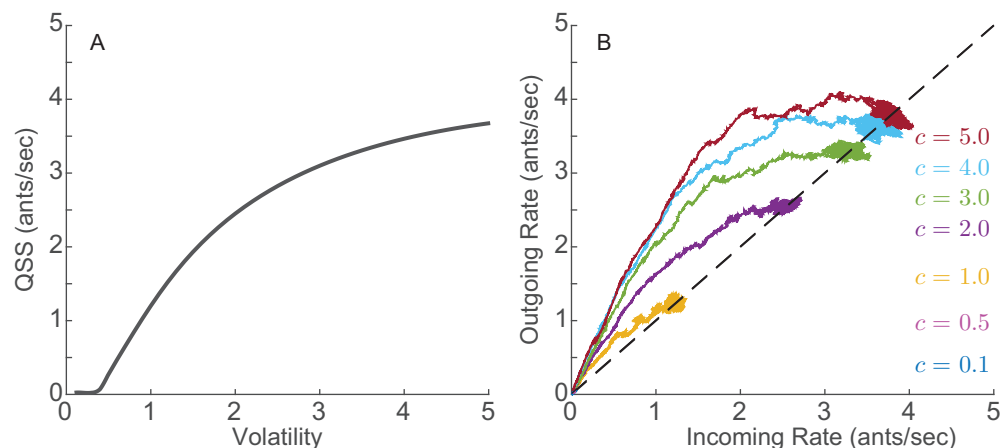 A
QSS (ants/sec)
5
4
3
2
1
0
0 1 2 3 4 5
Volatility
B
Outgoing Rate (ants/sec)
5
4
3
2
1
0
0 1 2 3 4 5
Incoming Rate (ants/sec)
c = 5.0
c = 4.0
c = 3.0
c = 2.0
c = 1.0
c = 0.5
c = 0.1